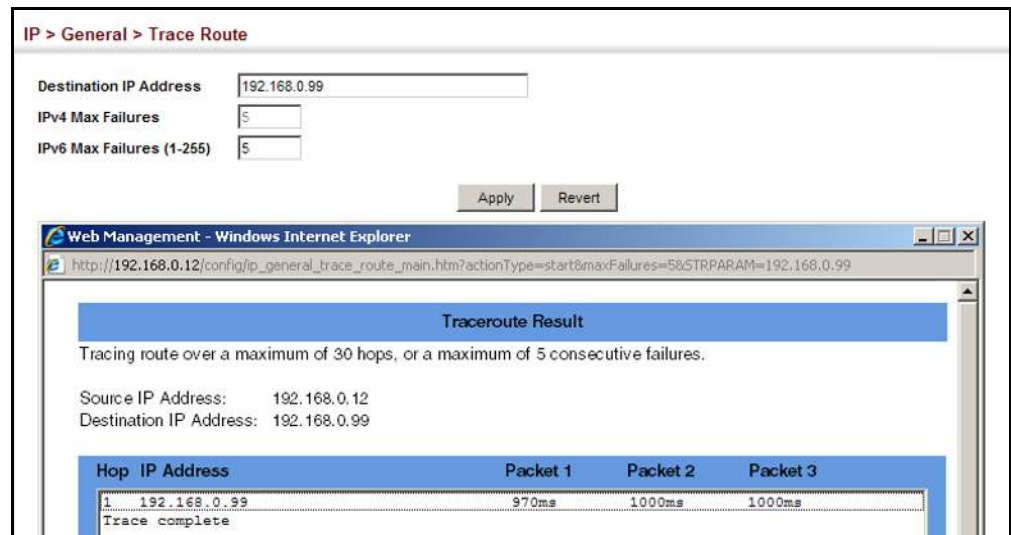 IP > General > Trace Route
Destination IP Address 192.168.0.99
IPv4 Max Failures 5
IPv6 Max Failures (1-255) 5
Apply Revert
Web Management - Windows Internet Explorer
http://192.168.0.12/config/ip_general_trace_route_main.htm?actionType=start&maxFailures=5&STRPARAM=192.168.0.99
Traceroute Result
Tracing route over a maximum of 30 hops, or a maximum of 5 consecutive failures.
Source IP Address: 192.168.0.12
Destination IP Address: 192.168.0.99
Hop IP Address Packet 1 Packet 2 Packet 3
1 192.168.0.99 970ms 1000ms 1000ms
Trace complete